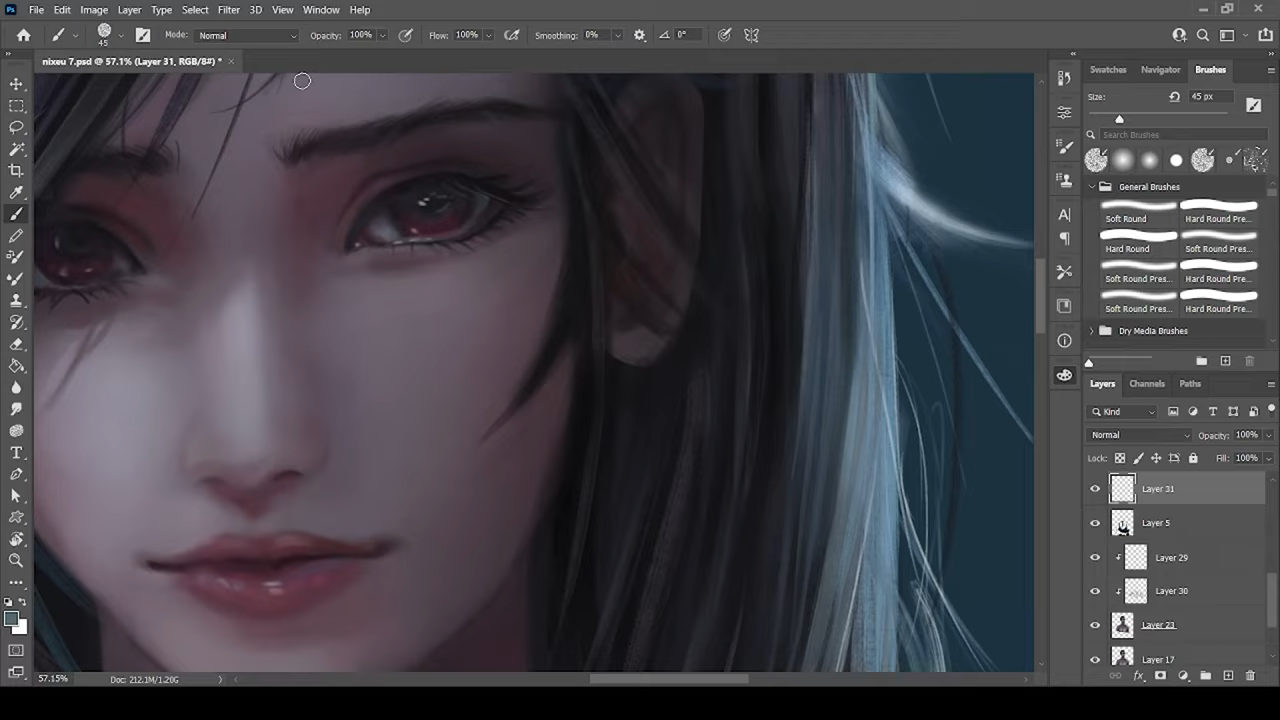 Ps File Edit Image Layer Type Select Filter 3D View Window Help
45 Mode: Normal Opacity: 100% Flow: 100% Smoothing: 0% 0°
nixeu 7.psd @ 57.1% (Layer 31, RGB/8#) * ×
Swatches Navigator Brushes
Size: 45 px
Search Brushes
General Brushes
Soft Round Hard Round Pre...
Hard Round Soft Round Pres...
Soft Round Pres... Hard Round Pre...
Soft Round Pres... Hard Round Pre...
Dry Media Brushes
Layers Channels Paths
Kind
Normal Opacity: 100%
Lock: Fill: 100%
Layer 31
Layer 5
Layer 29
Layer 30
Layer 23
Layer 17
57.15% Doc: 212.1M/1.20G